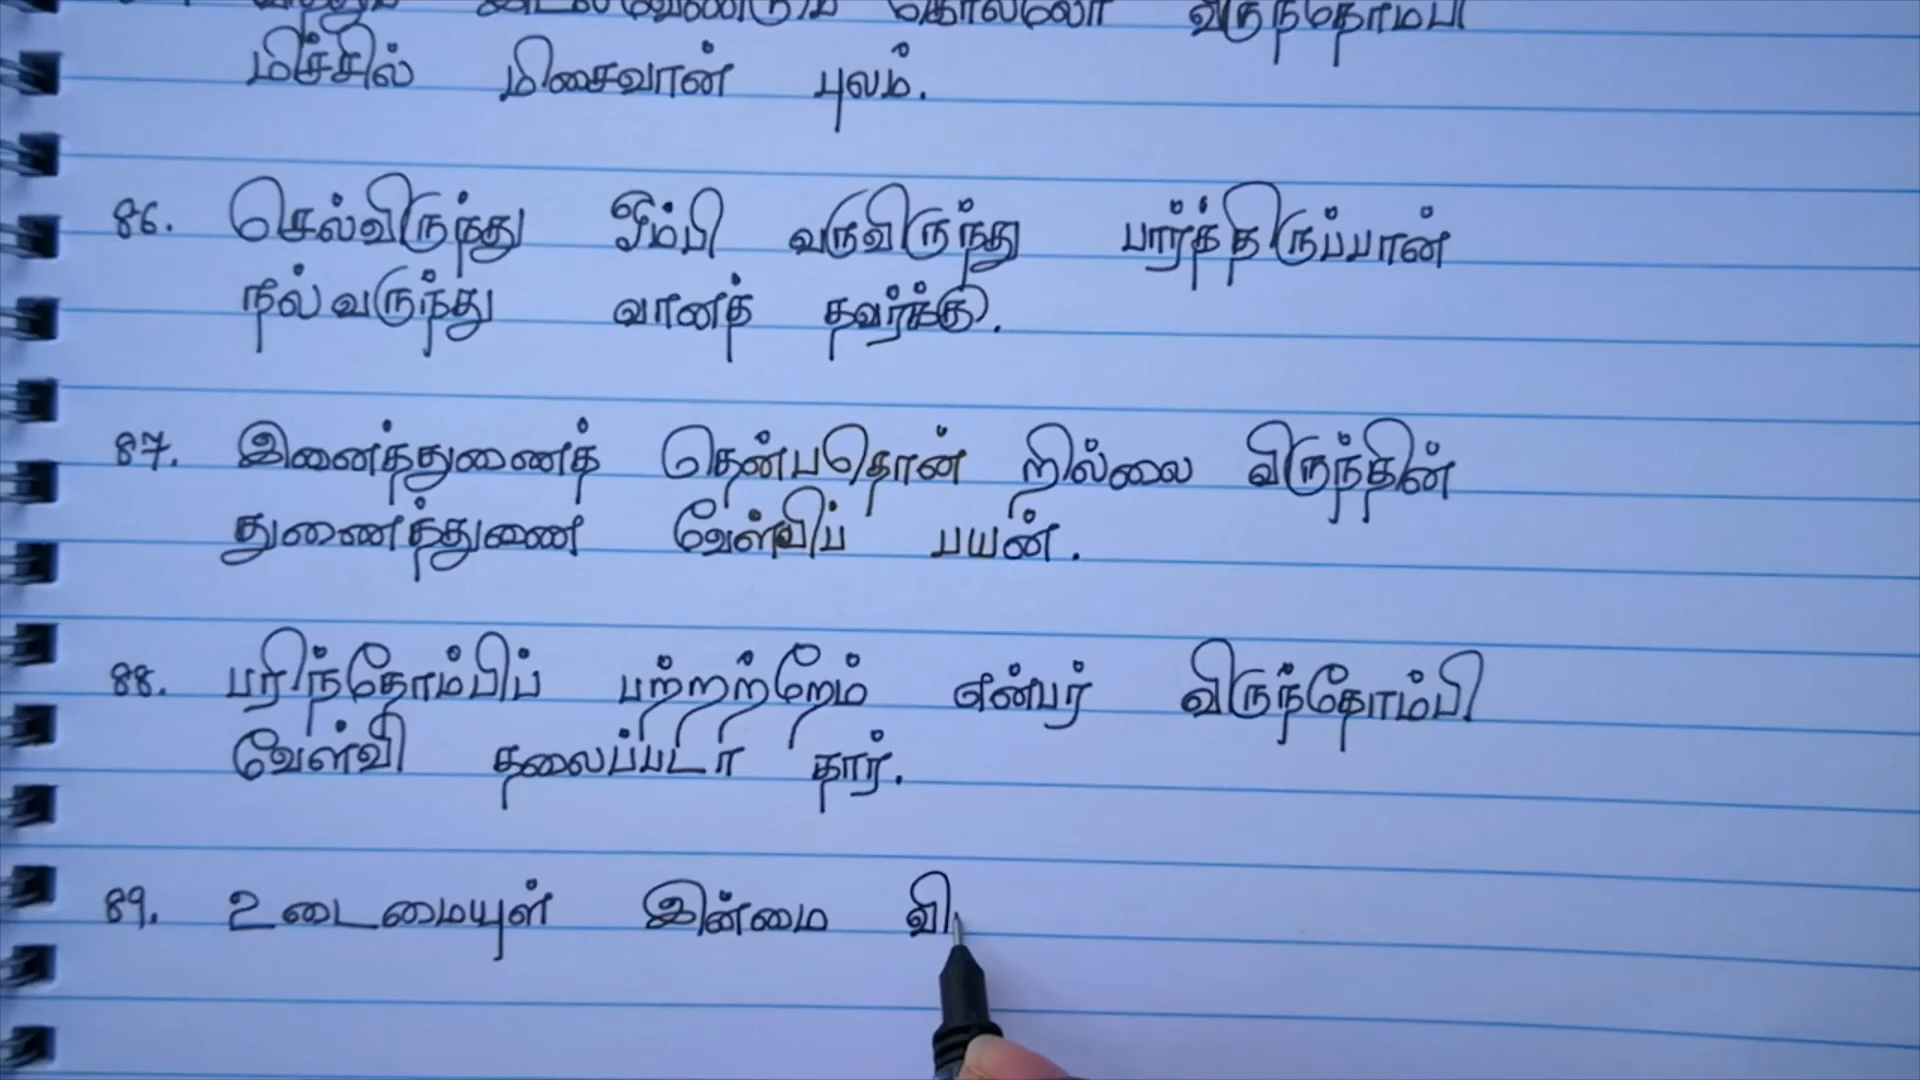 விருந்தோம்பி
மிச்சில் மிசைவான் புலம்.
86. செல்விருந்து ஓம்பி வருவிருந்து பார்த்திருப்பான்
நல்வருந்து வானத் தவர்க்கு.
87. இனைத்துணைத் தென்பதொன் றில்லை விருந்தின்
துணைத்துணை வேள்விப் பயன்.
88. பரிந்தோம்பிப் பற்றற்றேம் என்பர் விருந்தோம்பி
வேள்வி தலைப்படா தார்.
89. உடைமையுள் இன்மை வி